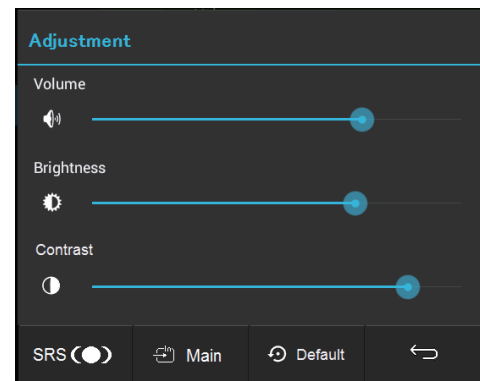 Adjustment
Volume
Brightness
Contrast
SRS Main Default